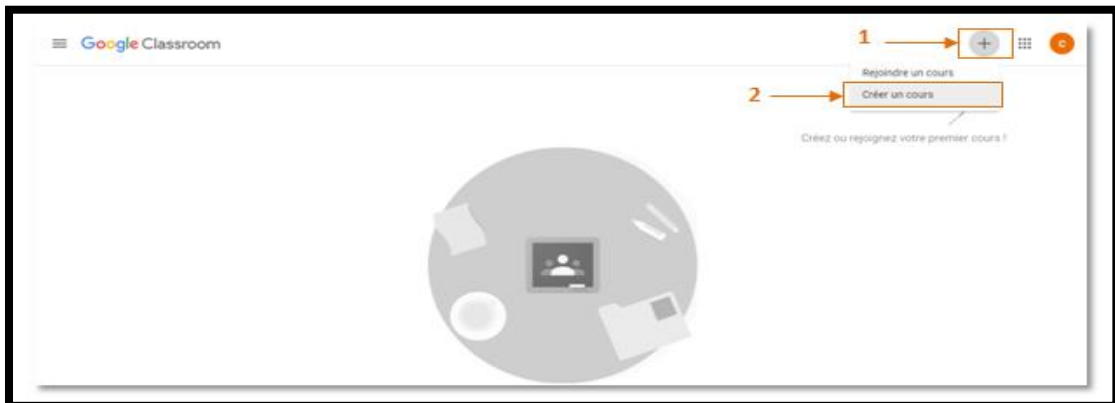 Google Classroom
1
Rejoindre un cours
2
Créer un cours
Créez ou rejoignez votre premier cours !
C